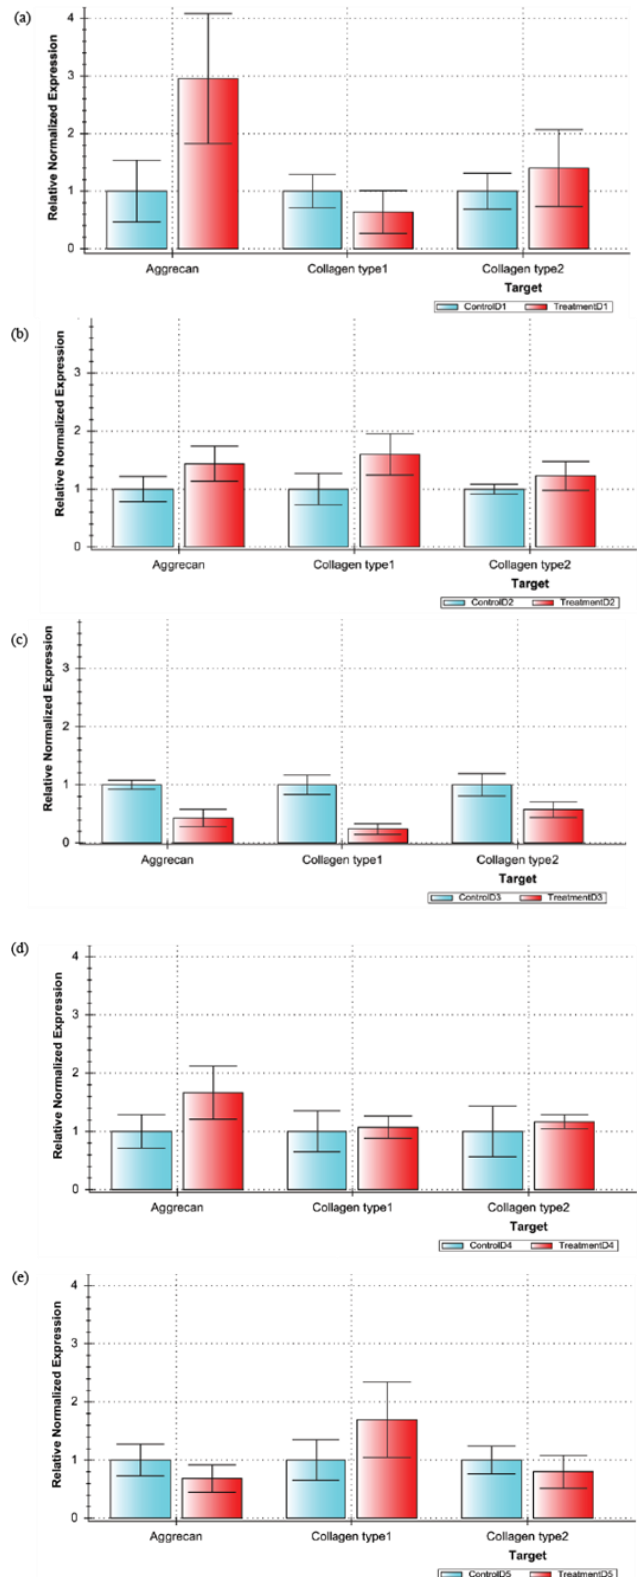 (a)
Relative Normalized Expression
4
3
2
1
0
Aggrecan Collagen type1 Collagen type2
Target
ControlD1 TreatmentD1
(b)
Relative Normalized Expression
3
2
1
0
Aggrecan Collagen type1 Collagen type2
Target
ControlD2 TreatmentD2
(c)
Relative Normalized Expression
3
2
1
0
Aggrecan Collagen type1 Collagen type2
Target
ControlD3 TreatmentD3
(d)
Relative Normalized Expression
4
3
2
1
0
Aggrecan Collagen type1 Collagen type2
Target
ControlD4 TreatmentD4
(e)
Relative Normalized Expression
4
3
2
1
0
Aggrecan Collagen type1 Collagen type2
Target
ControlD5 TreatmentD5